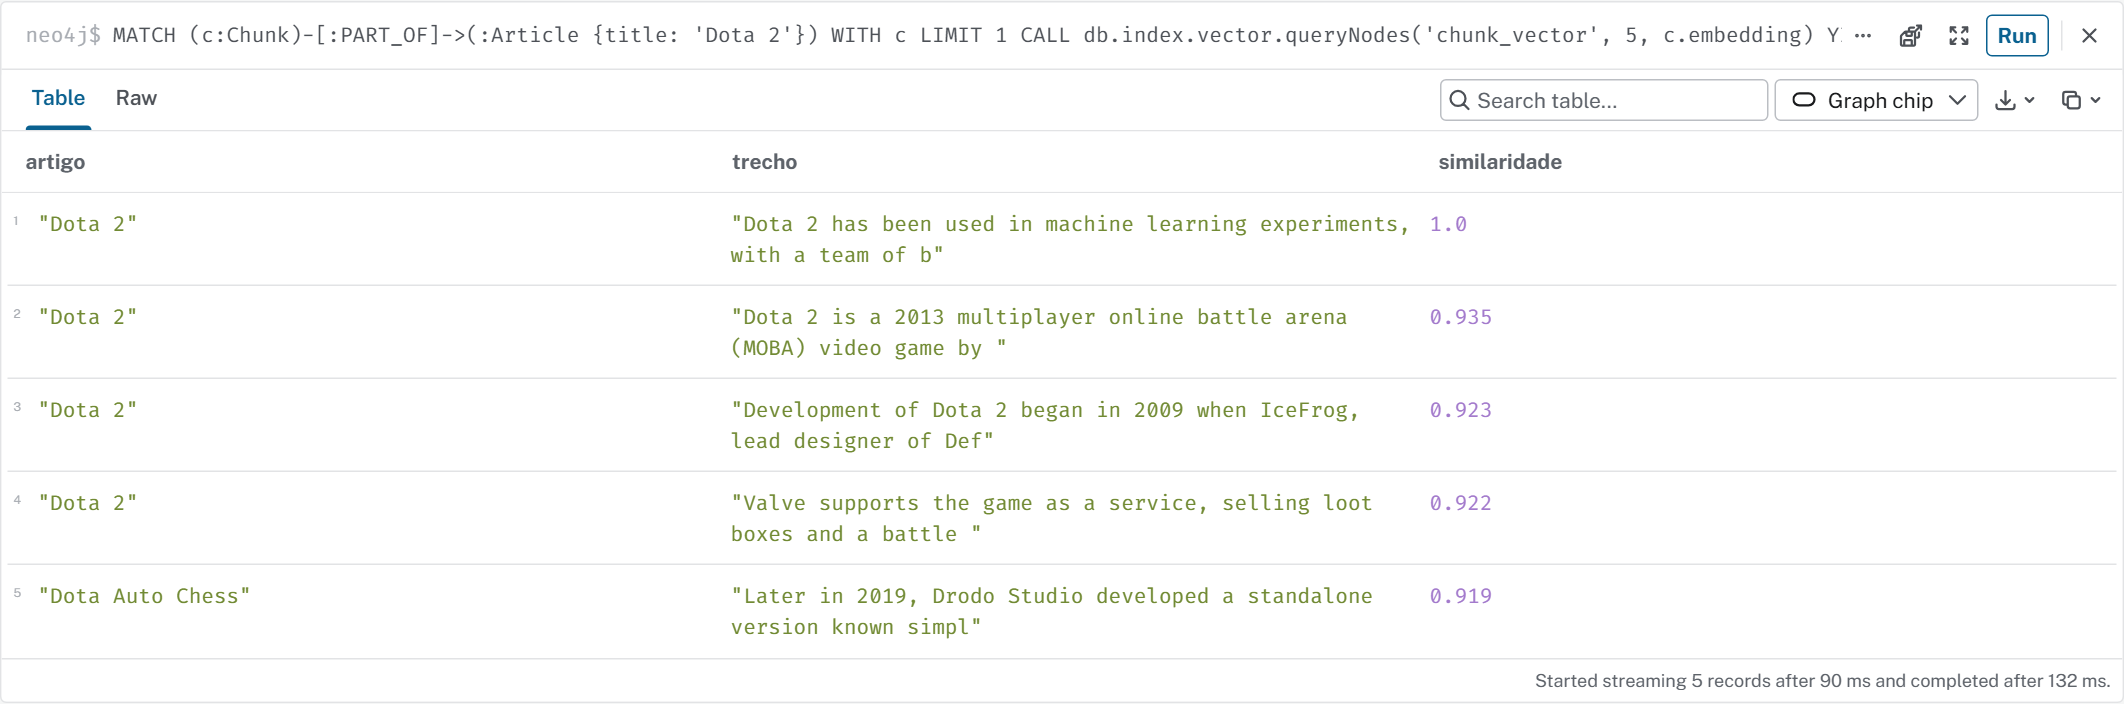 neo4j$ MATCH (c:Chunk)-[:PART_OF]->(:Article {title: 'Dota 2'}) WITH c LIMIT 1 CALL db.index.vector.queryNodes('chunk_vector', 5, c.embedding) Y ··· Run
Table Raw Search table... Graph chip
artigo trecho similaridade
1 "Dota 2" "Dota 2 has been used in machine learning experiments, 1.0
with a team of b"
2 "Dota 2" "Dota 2 is a 2013 multiplayer online battle arena 0.935
(MOBA) video game by "
3 "Dota 2" "Development of Dota 2 began in 2009 when IceFrog, 0.923
lead designer of Def"
4 "Dota 2" "Valve supports the game as a service, selling loot 0.922
boxes and a battle "
5 "Dota Auto Chess" "Later in 2019, Drodo Studio developed a standalone 0.919
version known simpl"
Started streaming 5 records after 90 ms and completed after 132 ms.